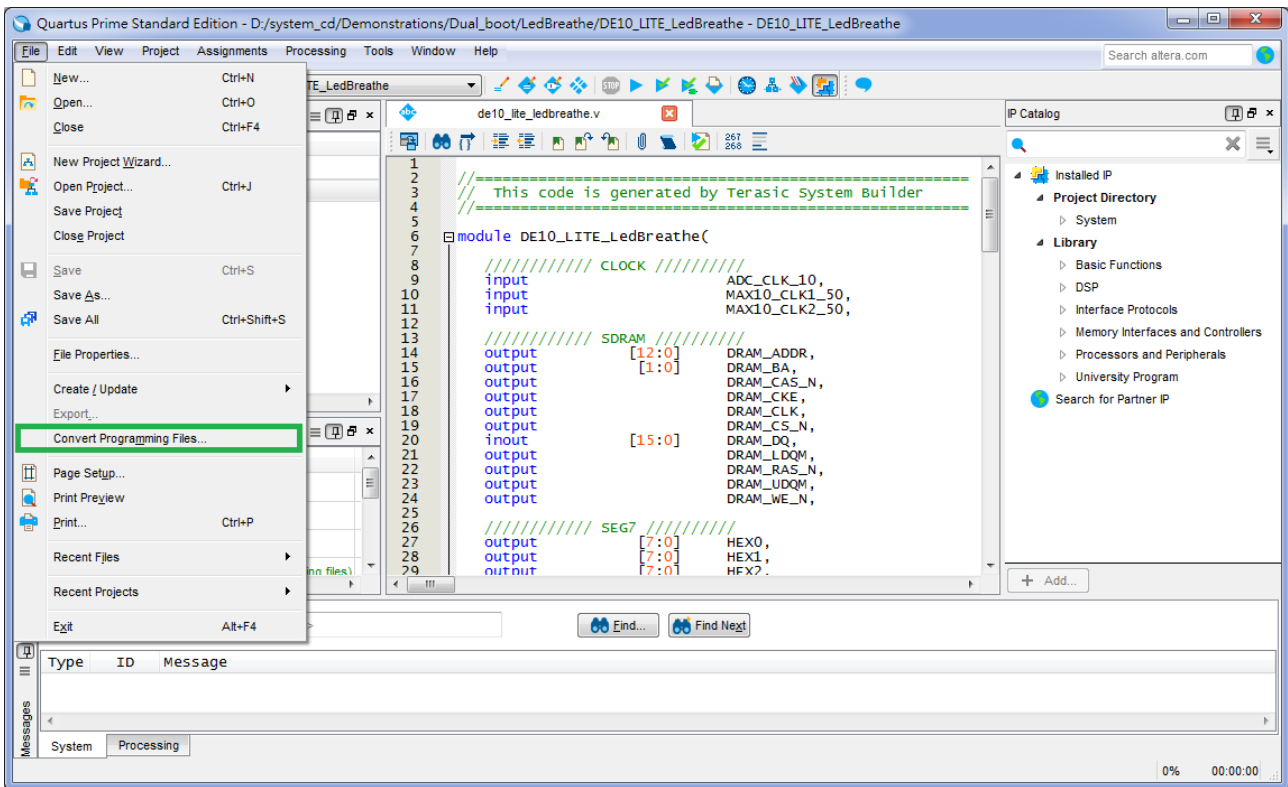 Quartus Prime Standard Edition - D:/system_cd/Demonstrations/Dual_boot/LedBreathe/DE10_LITE_LedBreathe - DE10_LITE_LedBreathe
File Edit View Project Assignments Processing Tools Window Help
Search altera.com
New... Ctrl+N
Open... Ctrl+O
Close Ctrl+F4
New Project Wizard...
Open Project... Ctrl+J
Save Project
Close Project
Save Ctrl+S
Save As...
Save All Ctrl+Shift+S
File Properties...
Create / Update
Export...
Convert Programming Files...
Page Setup...
Print Preview
Print... Ctrl+P
Recent Files
Recent Projects
Exit Alt+F4
TE_LedBreathe
STOP
ing files)
abc
de10_lite_ledbreathe.v
267
268
1
2 //=======================================================
3 // This code is generated by Terasic System Builder
4 //=======================================================
5
6 module DE10_LITE_LedBreathe(
7
8 //////////// CLOCK //////////
9 input ADC_CLK_10,
10 input MAX10_CLK1_50,
11 input MAX10_CLK2_50,
12
13 //////////// SDRAM //////////
14 output [12:0] DRAM_ADDR,
15 output [1:0] DRAM_BA,
16 output DRAM_CAS_N,
17 output DRAM_CKE,
18 output DRAM_CLK,
19 output DRAM_CS_N,
20 inout [15:0] DRAM_DQ,
21 output DRAM_LDQM,
22 output DRAM_RAS_N,
23 output DRAM_UDQM,
24 output DRAM_WE_N,
25
26 //////////// SEG7 //////////
27 output [7:0] HEX0,
28 output [7:0] HEX1,
29 output [7:0] HEX2,
IP Catalog
Installed IP
Project Directory
System
Library
Basic Functions
DSP
Interface Protocols
Memory Interfaces and Controllers
Processors and Peripherals
University Program
Search for Partner IP
+ Add...
Find... Find Next
Type ID Message
Messages
System Processing
0% 00:00:00